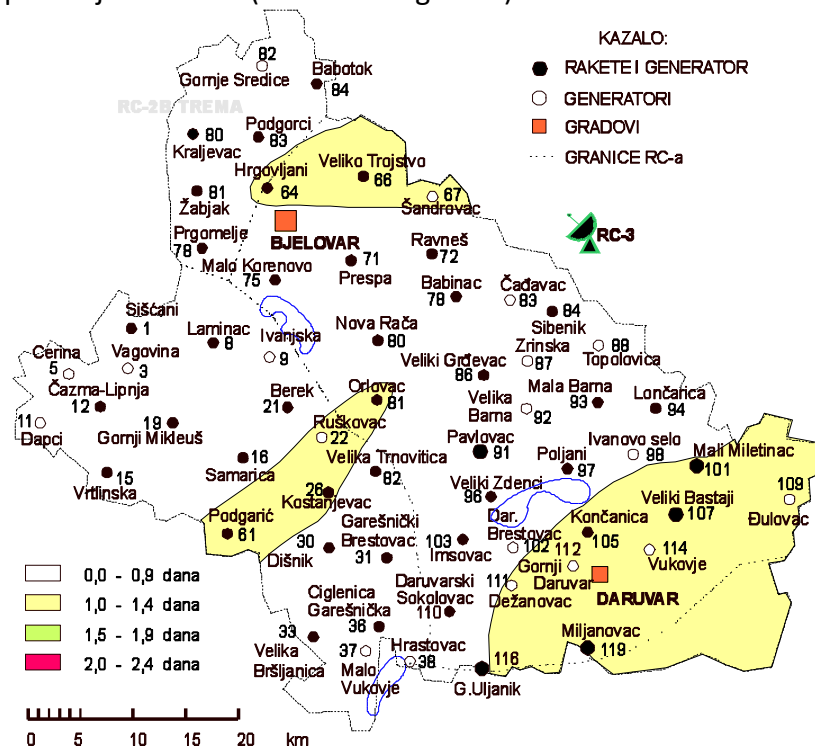 KAZALO:
RAKETE I GENERATOR
GENERATORI
GRADOVI
GRANICE RC-a
RC-3
RC-2B TREMA
82
Gornje Sredice
Babotok
84
80
Kraljevac
Podgorci
83
Hrgovljani
64
Veliko Trojstvo
66
67
Šandrovac
81
Žabjak
Prgomelje
78
BJELOVAR
Malo Korenovo
75
71
Prespa
Ravneš
72
Babinac
78
Čađavac
83
84
Sibenik
Sišćani
1
Laminac
8
Ivanjska
9
Nova Rača
80
Zrinska
87
88
Topolovica
Cerina
5
Vagovina
3
Čazma-Lipnja
12
Veliki Grđevac
86
Mala Barna
93
Lončarica
94
Berek
21
Orlovac
81
Velika
Barna
92
11
Dapci
19
Gornji Mikleuš
Ruškovac
22
Pavlovac
91
Poljani
97
Ivanovo selo
98
Mali Miletinac
101
16
Samarica
Velika Trnovitica
82
15
Vrtlinska
26
Kostanjevac
Veliki Zdenci
96
109
Đulovac
Veliki Bastaji
107
Podgarić
61
Garešnički
Brestovac
31
30
Dišnik
103
Imsovac
Dar.
Brestovac
102
Končanica
105
112
Gornji
Daruvar
114
Vukovje
111
Dežanovac
DARUVAR
Ciglenica
Garešnička
36
Daruvarski
Sokolovac
110
33
Velika
Bršljanica
37
Malo
Vukovje
Hrastovac
38
116
G.Uljanik
Miljanovac
119
0,0 - 0,9 dana
1,0 - 1,4 dana
1,5 - 1,9 dana
2,0 - 2,4 dana
0 5 10 15 20 km